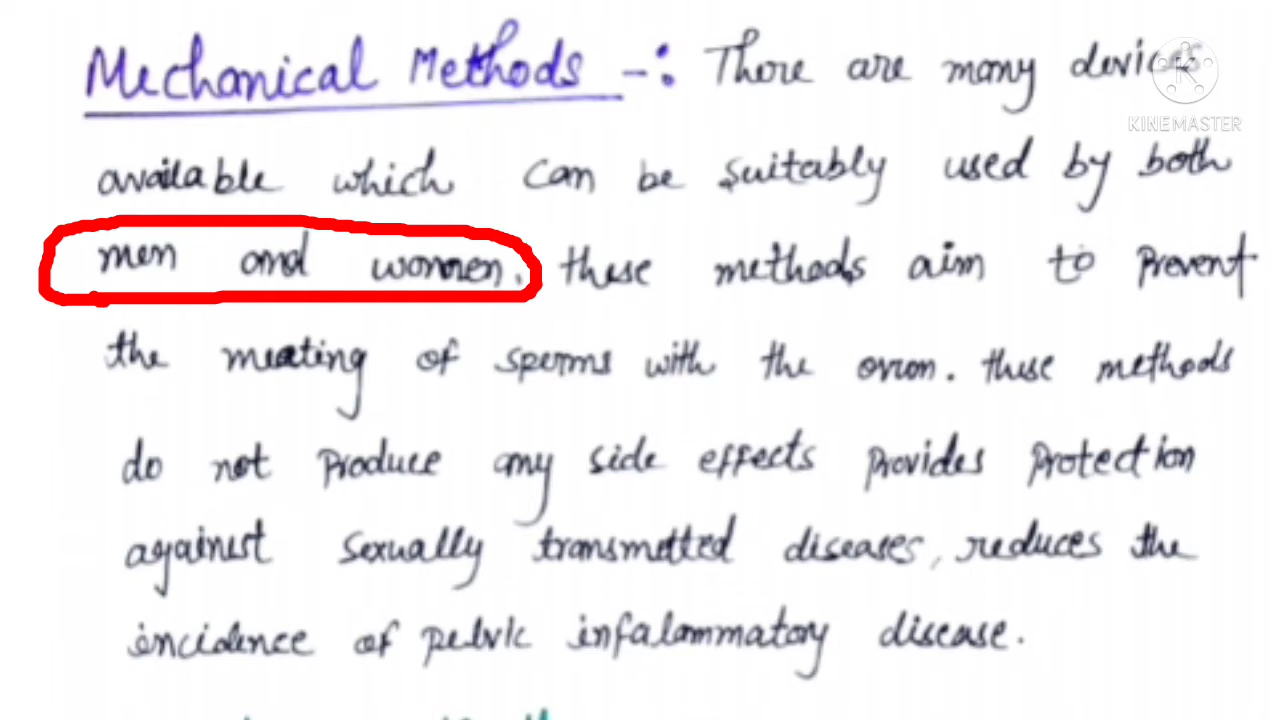 Mechanical Methods -: There are many devices
KINEMASTER
available which can be suitably used by both
men and women. these methods aim to prevent
the meating of sperms with the ovum. these methods
do not produce any side effects provides protection
against sexually transmetted diseases, reduces the
incidence of pelvic infalammatory disease.